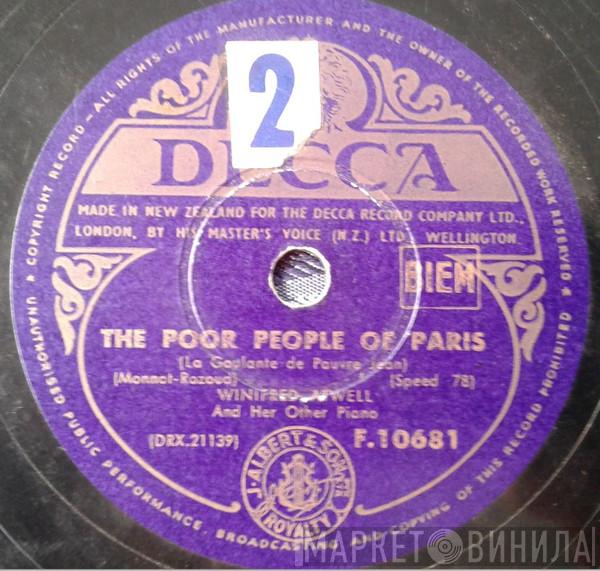 UNAUTHORISED PUBLIC PERFORMANCE, BROADCASTING AND COPYING OF THIS RECORD PROHIBITED
COPYRIGHT RECORD — ALL RIGHTS OF THE MANUFACTURER AND THE OWNER OF THE RECORDED WORK RESERVED
2
DECCA
MADE IN NEW ZEALAND FOR THE DECCA RECORD COMPANY LTD.,
LONDON, BY HIS MASTER'S VOICE (N.Z.) LTD. WELLINGTON
BIEM
THE POOR PEOPLE OF PARIS
(La Goulante de Pauvre Jean)
(Monnot-Rozoud) (Speed 78)
WINIFRED ATWELL
And Her Other Piano
(DRX.21139) F.10681
J. ALBERT & SON
ROYALTY
МАРКЕТ ВИНИЛА